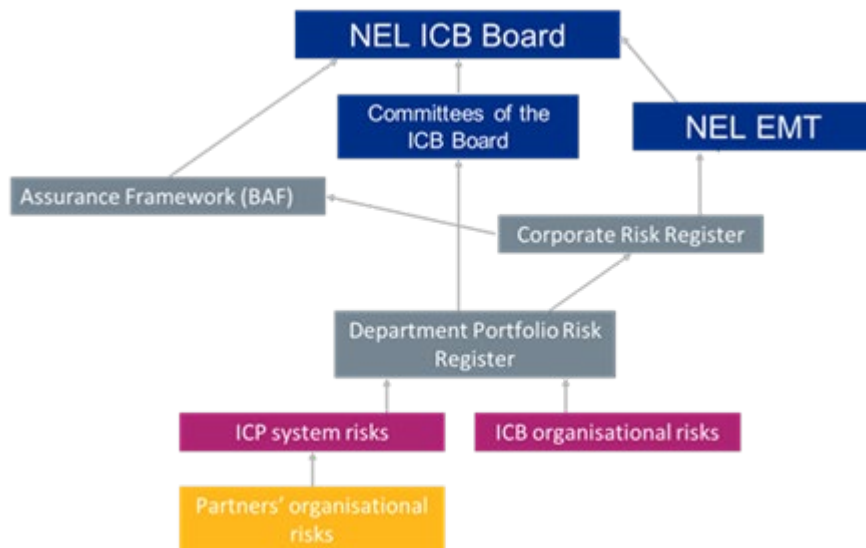 NEL ICB Board
Committees of the
ICB Board
NEL EMT
Assurance Framework (BAF)
Corporate Risk Register
Department Portfolio Risk
Register
ICP system risks
ICB organisational risks
Partners' organisational
risks